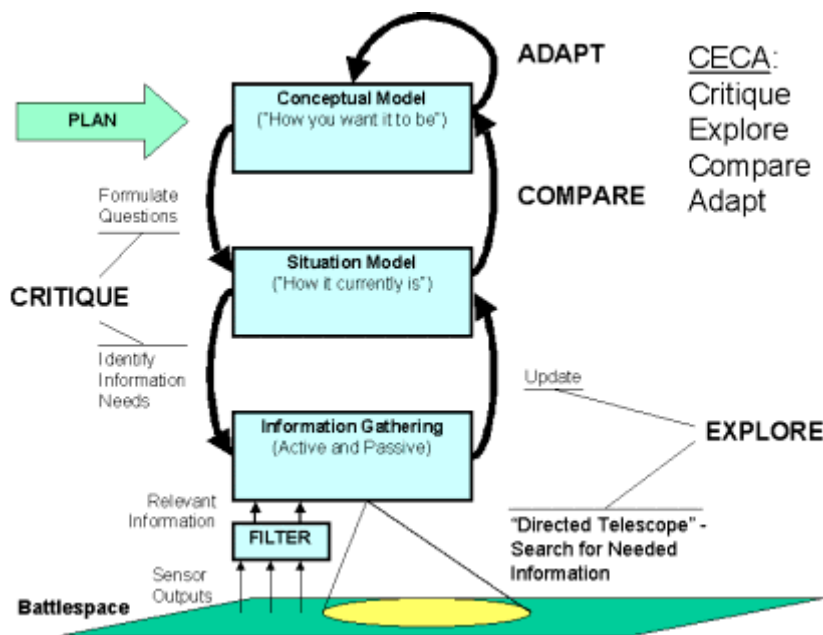 ADAPT
CECA:
Critique
Explore
Compare
Adapt
PLAN
Conceptual Model
("How you want it to be")
Formulate
Questions
COMPARE
Situation Model
("How it currently is")
CRITIQUE
Identify
Information
Needs
Update
Information Gathering
(Active and Passive)
EXPLORE
Relevant
Information
FILTER
"Directed Telescope" -
Search for Needed
Information
Sensor
Outputs
Battlespace